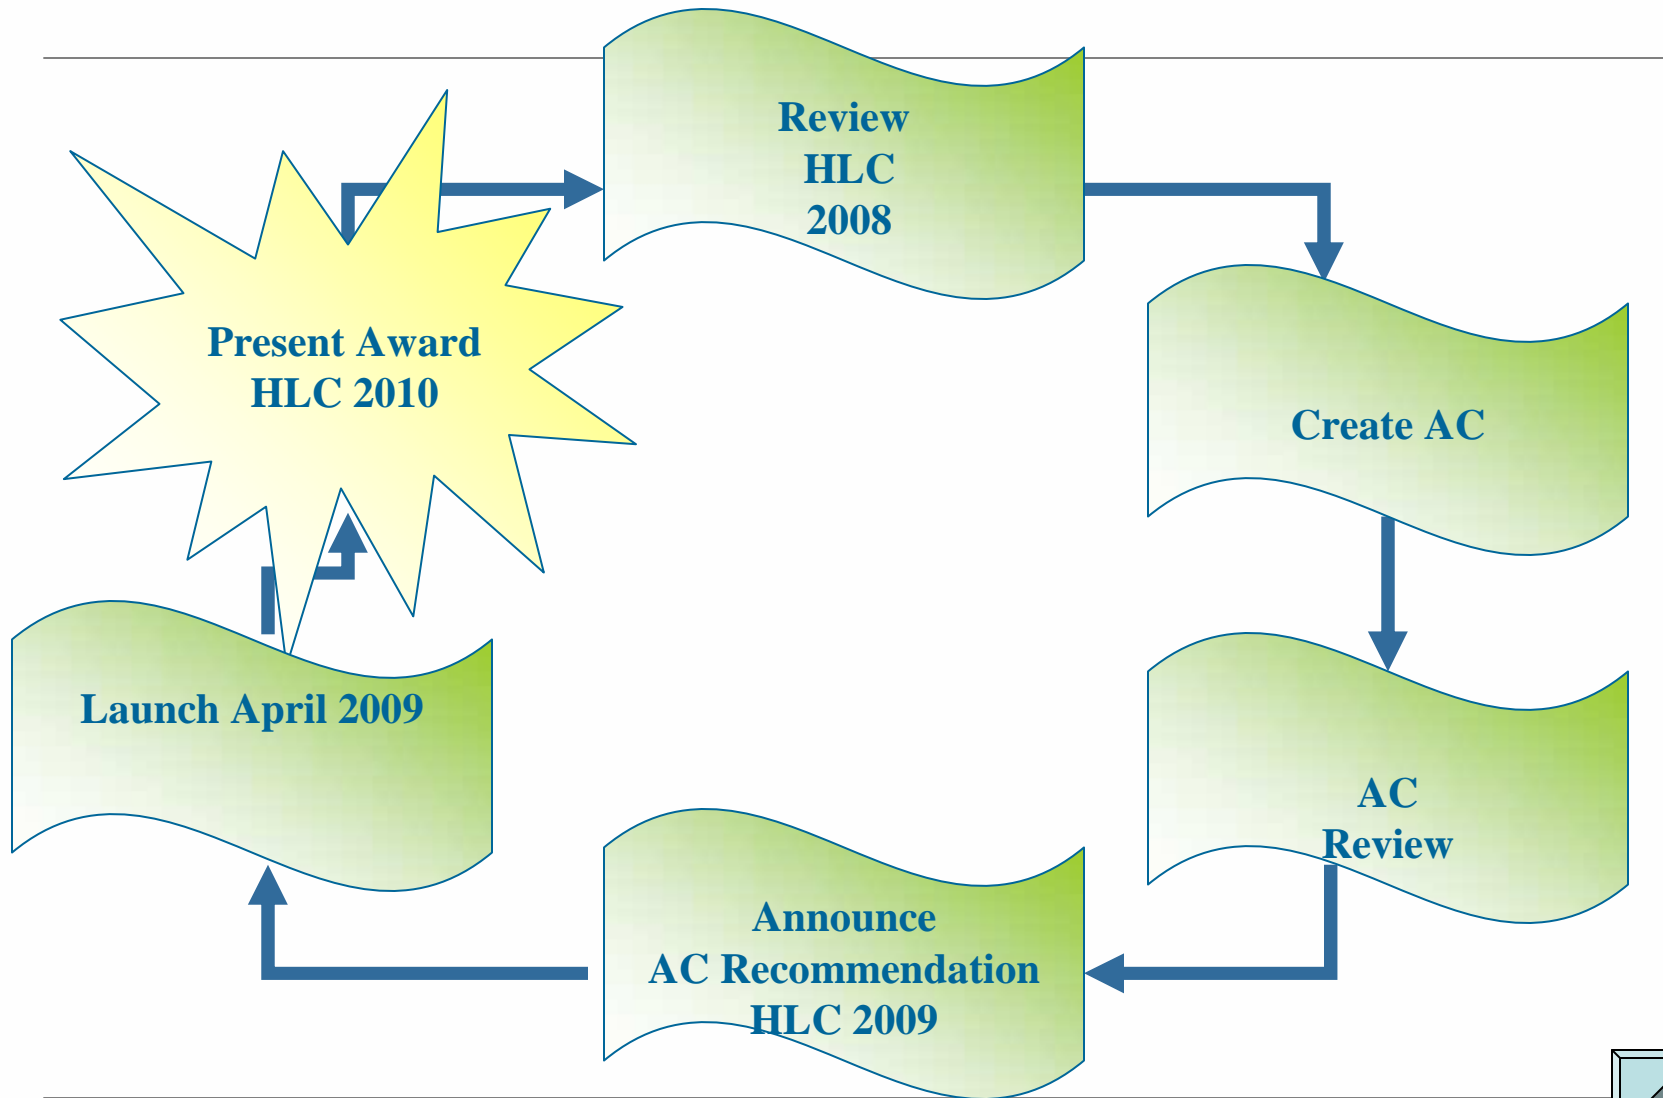 Review
HLC
2008
Create AC
AC
Review
Announce
AC Recommendation
HLC 2009
Launch April 2009
Present Award
HLC 2010